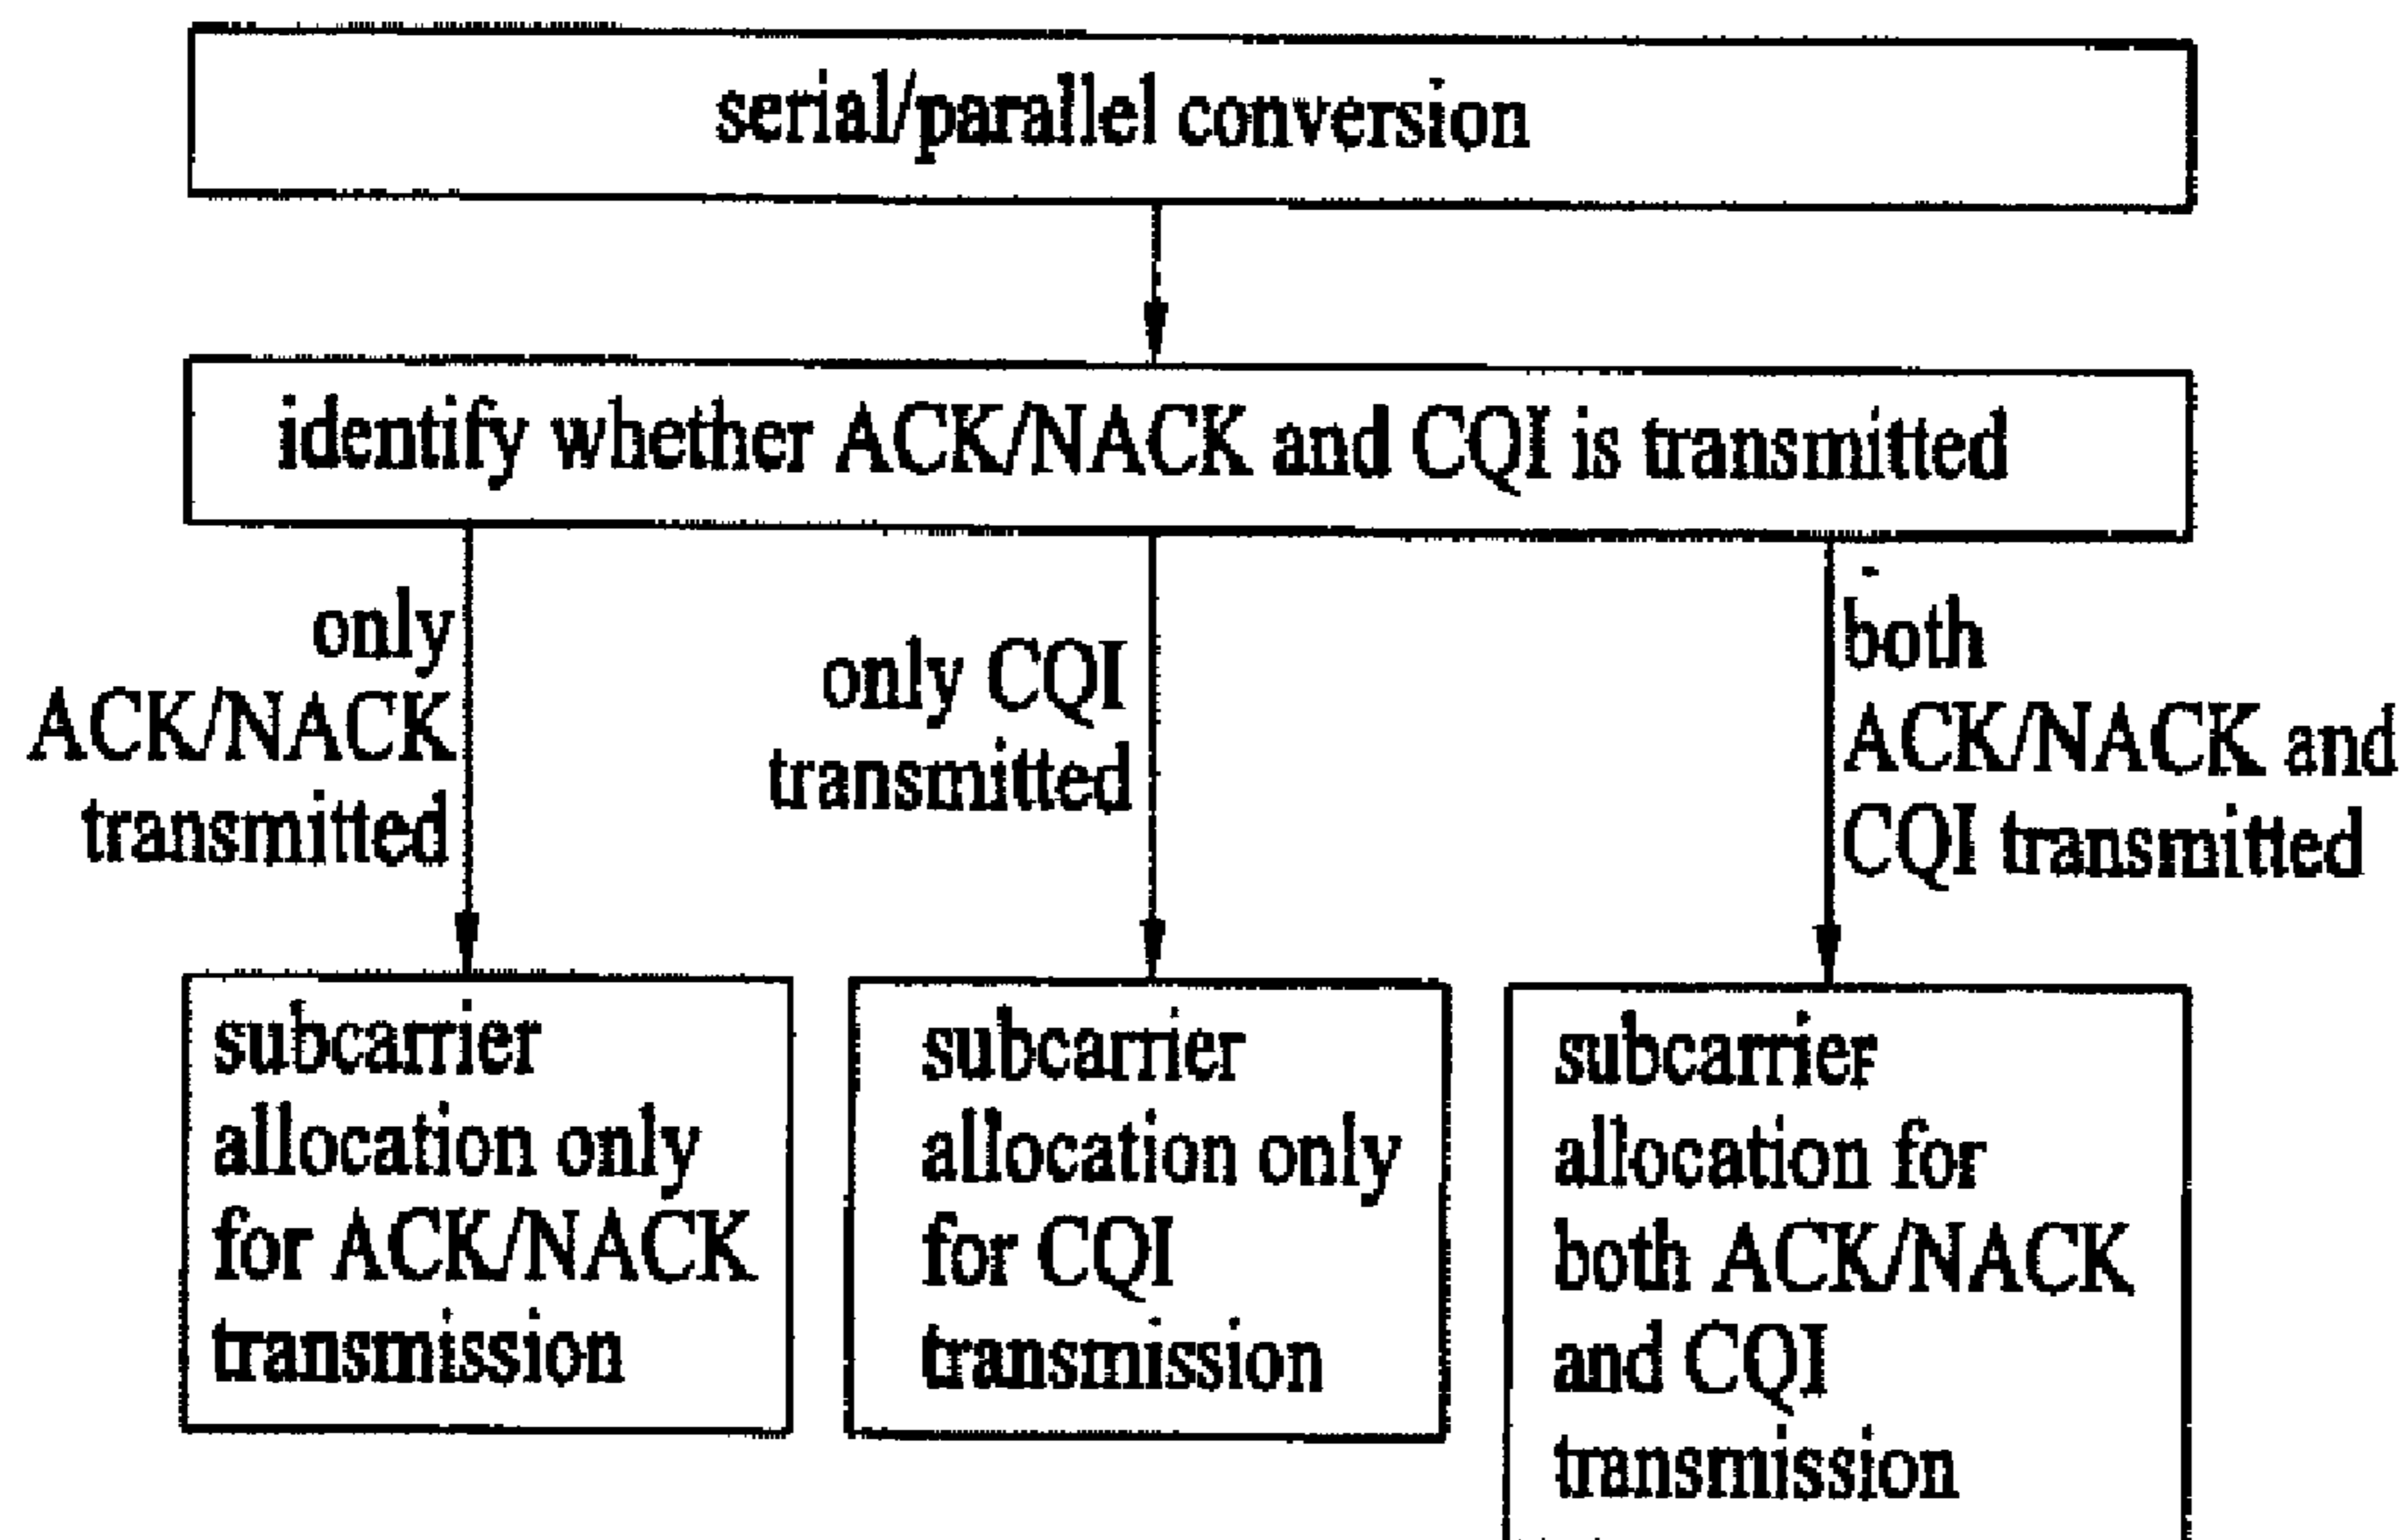 serial/parallel conversion
identify whether ACK/NACK and CQI is transmitted
only
ACK/NACK
transmitted
only CQI
transmitted
both
ACK/NACK and
CQI transmitted
subcarrier
allocation only
for ACK/NACK
transmission
subcarrier
allocation only
for CQI
transmission
subcarrier
allocation for
both ACK/NACK
and CQI
transmission